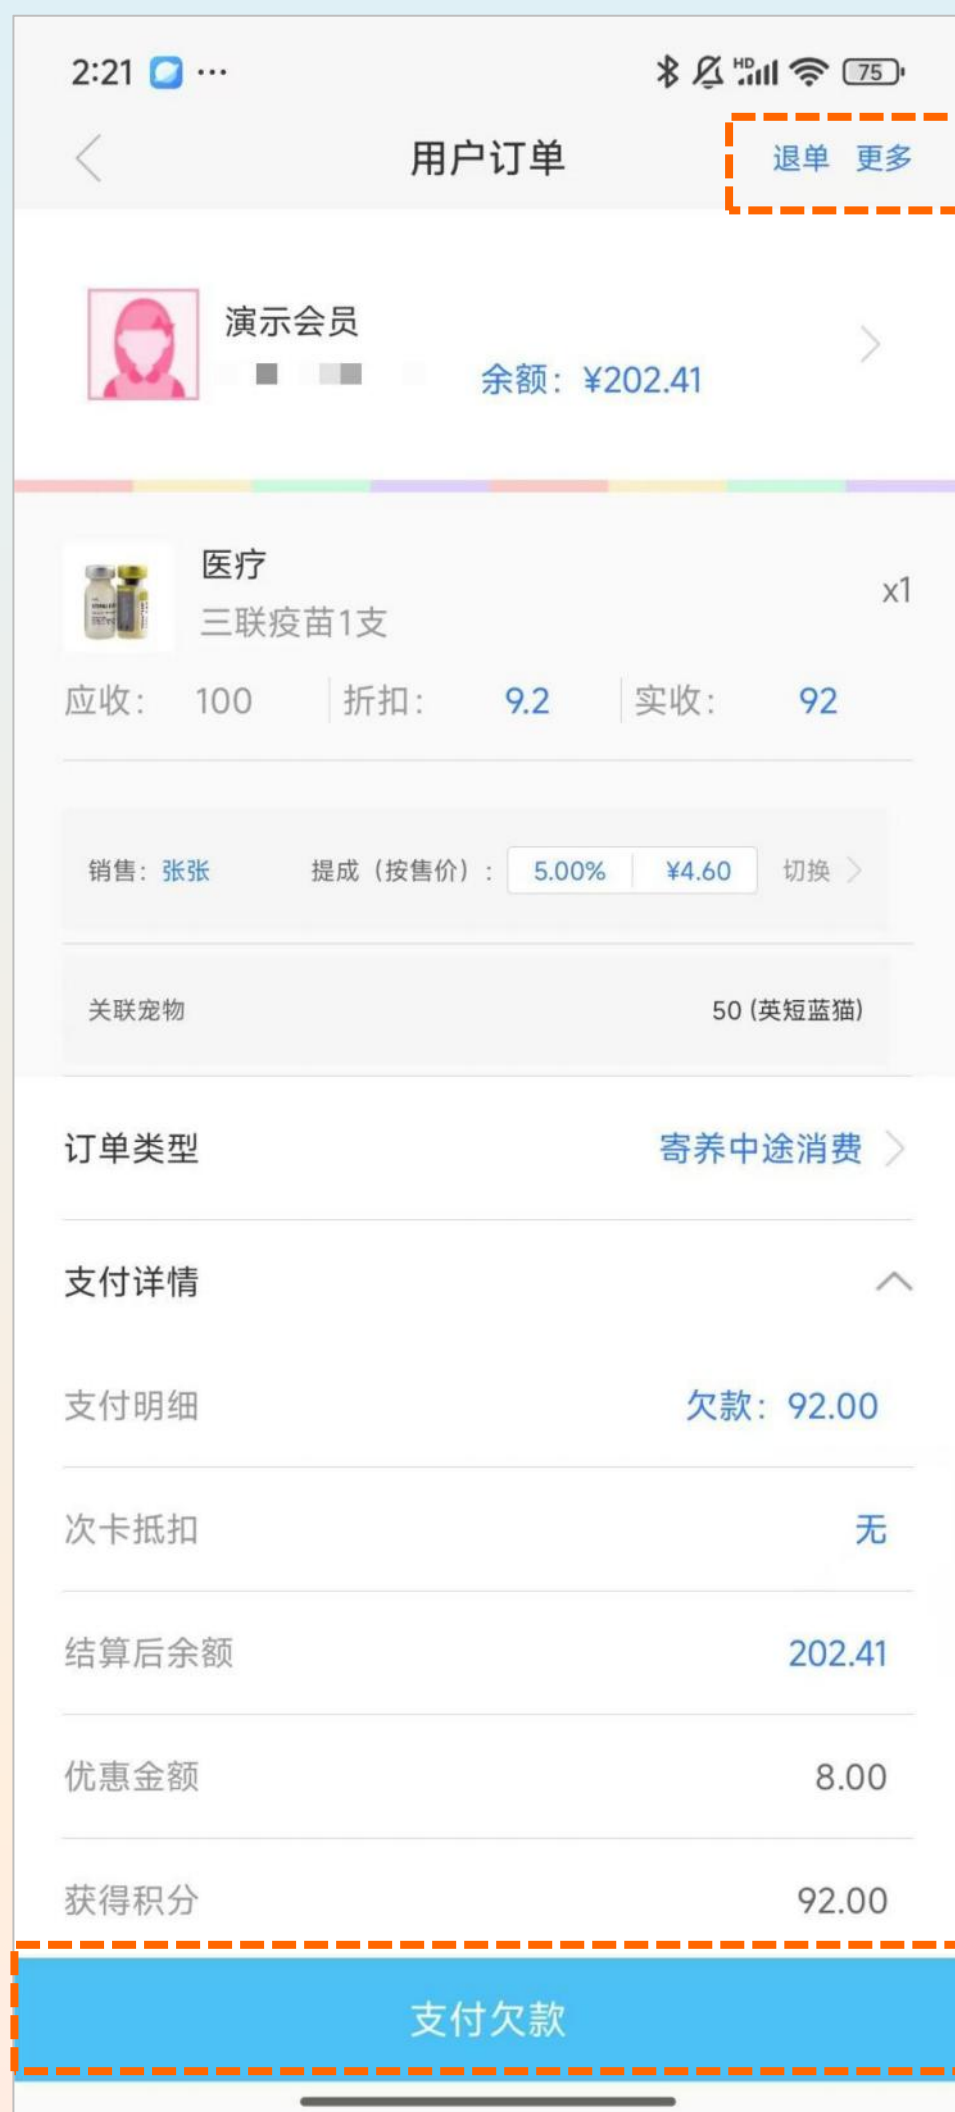 2:21 ... HD 75
用户订单 退单 更多
演示会员
余额：¥202.41
医疗
x1
三联疫苗1支
应收： 100 折扣： 9.2 实收： 92
销售：张张 提成（按售价）： 5.00% ¥4.60 切换
关联宠物 50 (英短蓝猫)
订单类型 寄养中途消费
支付详情
支付明细 欠款：92.00
次卡抵扣 无
结算后余额 202.41
优惠金额 8.00
获得积分 92.00
支付欠款